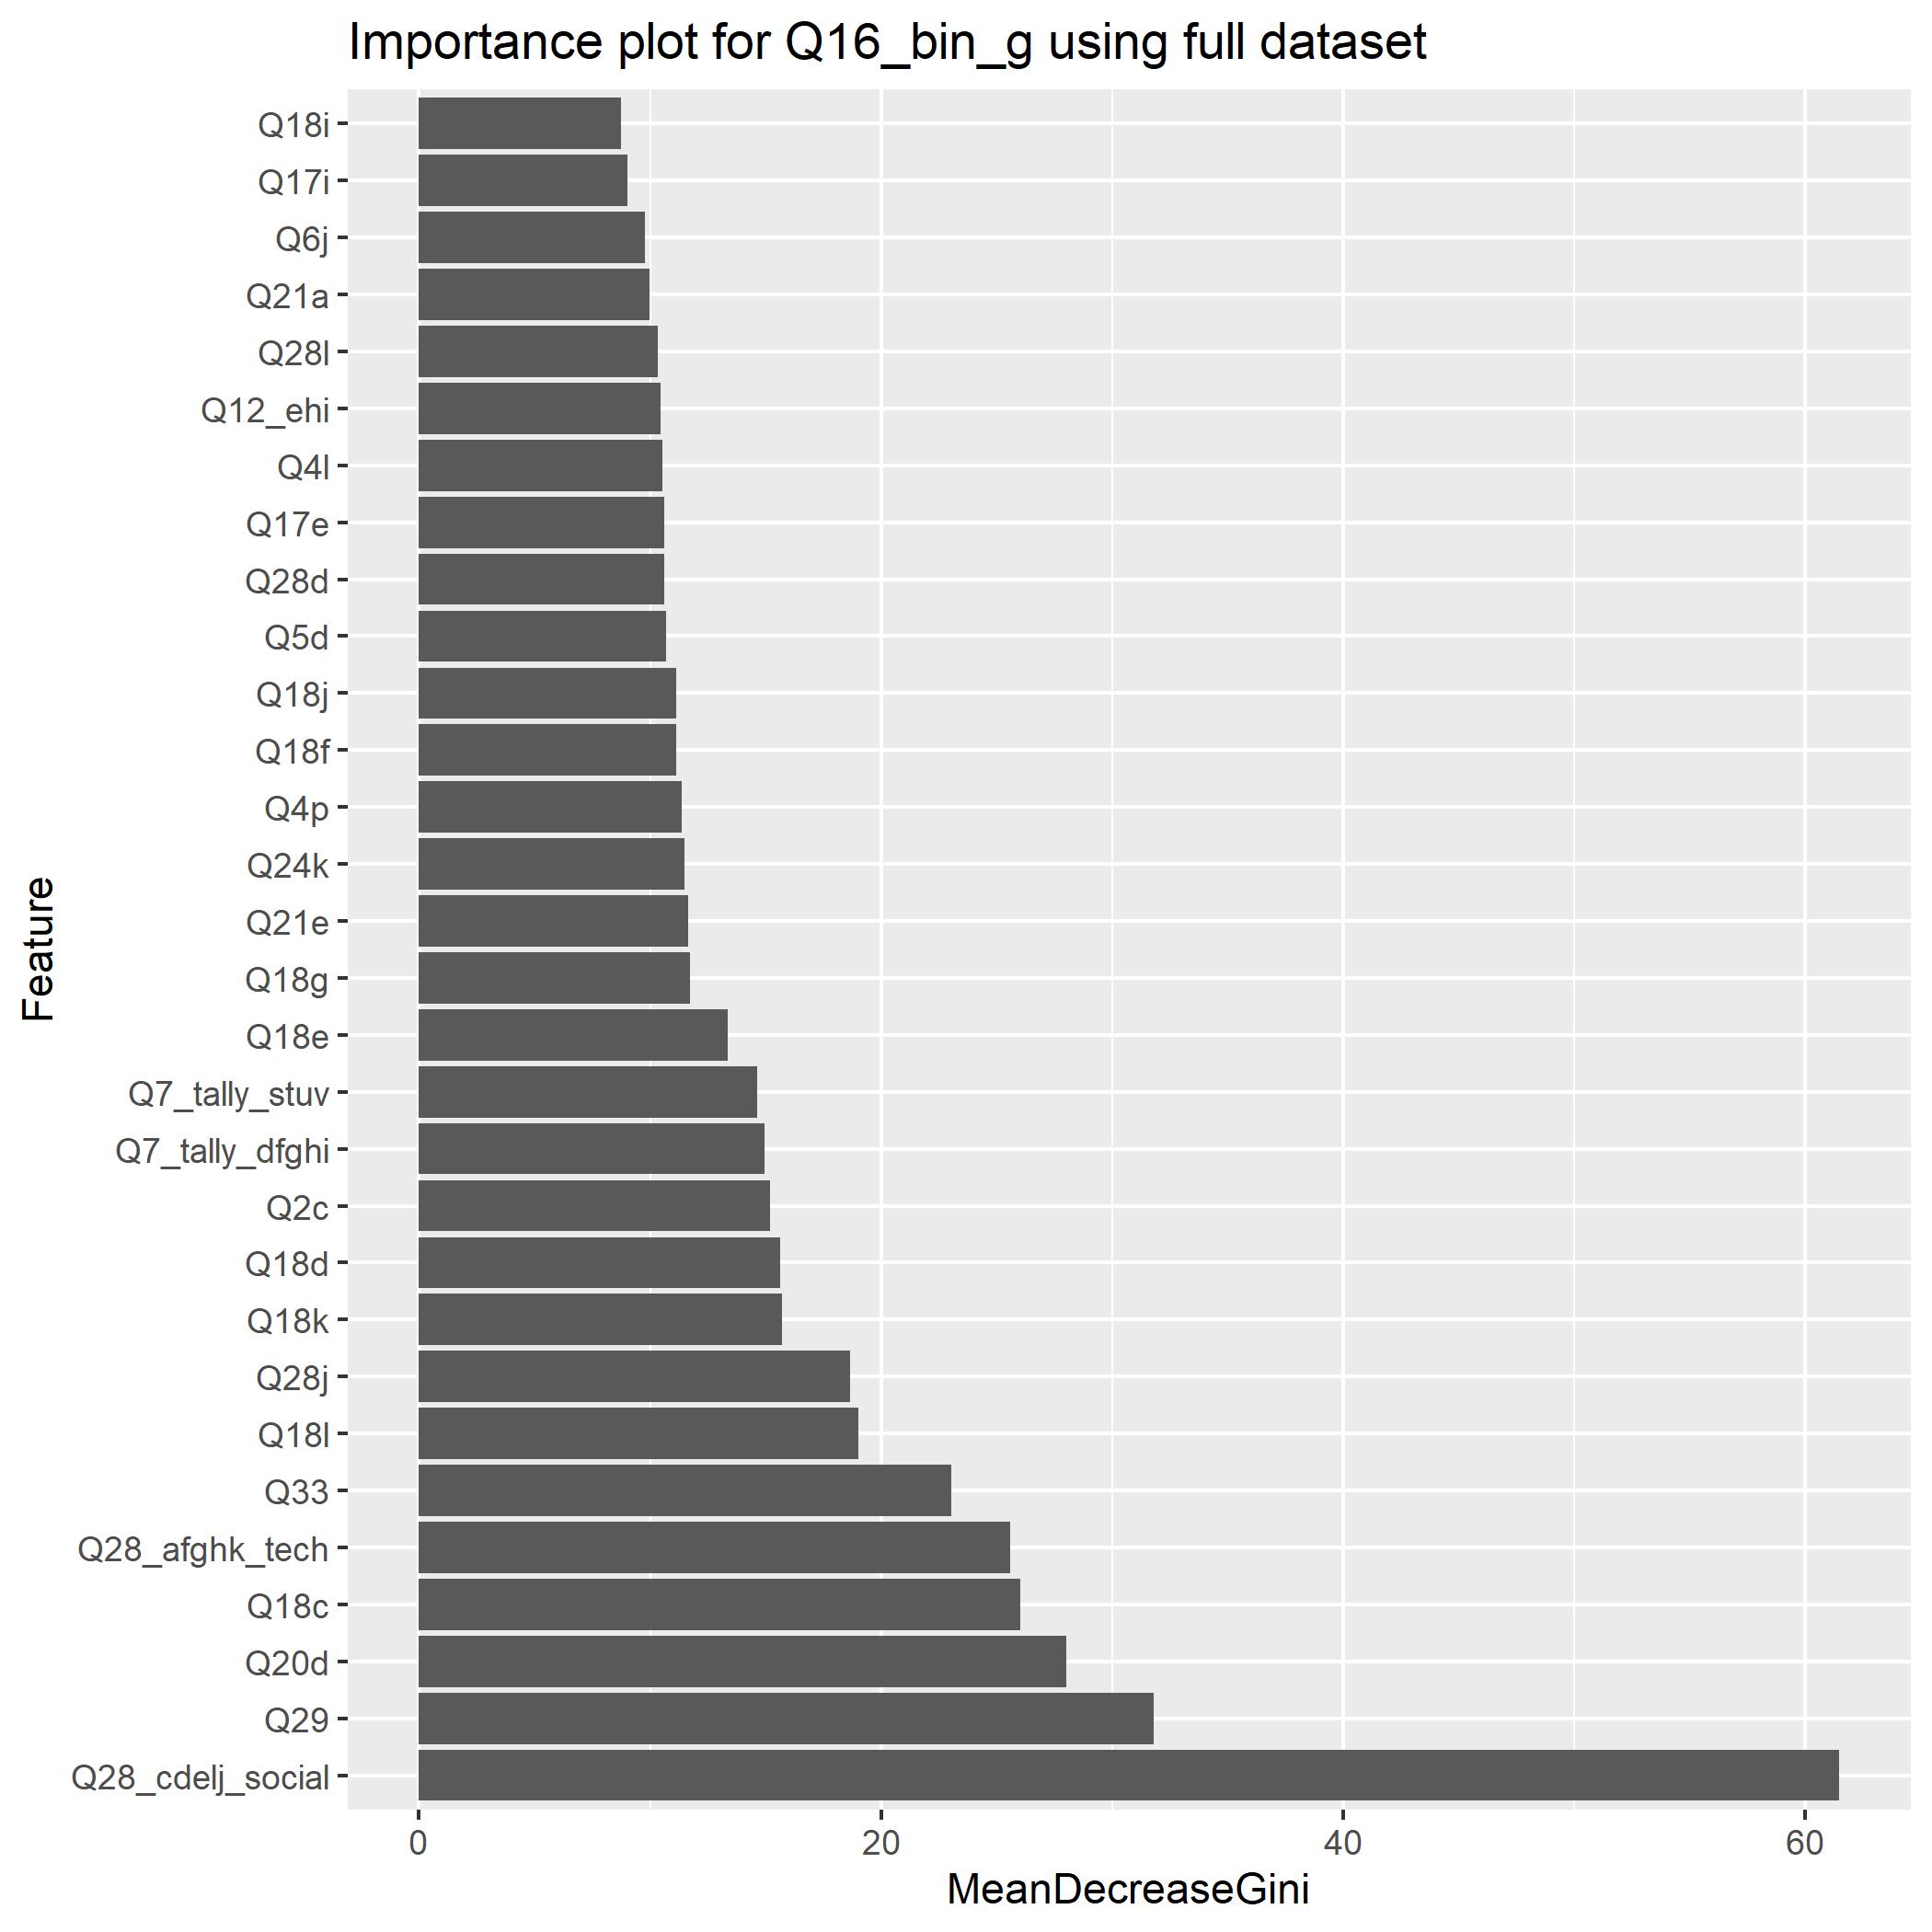 Importance plot for Q16_bin_g using full dataset
Feature
Q18i
Q17i
Q6j
Q21a
Q28l
Q12_ehi
Q4l
Q17e
Q28d
Q5d
Q18j
Q18f
Q4p
Q24k
Q21e
Q18g
Q18e
Q7_tally_stuv
Q7_tally_dfghi
Q2c
Q18d
Q18k
Q28j
Q18l
Q33
Q28_afghk_tech
Q18c
Q20d
Q29
Q28_cdelj_social
0 20 40 60
MeanDecreaseGini